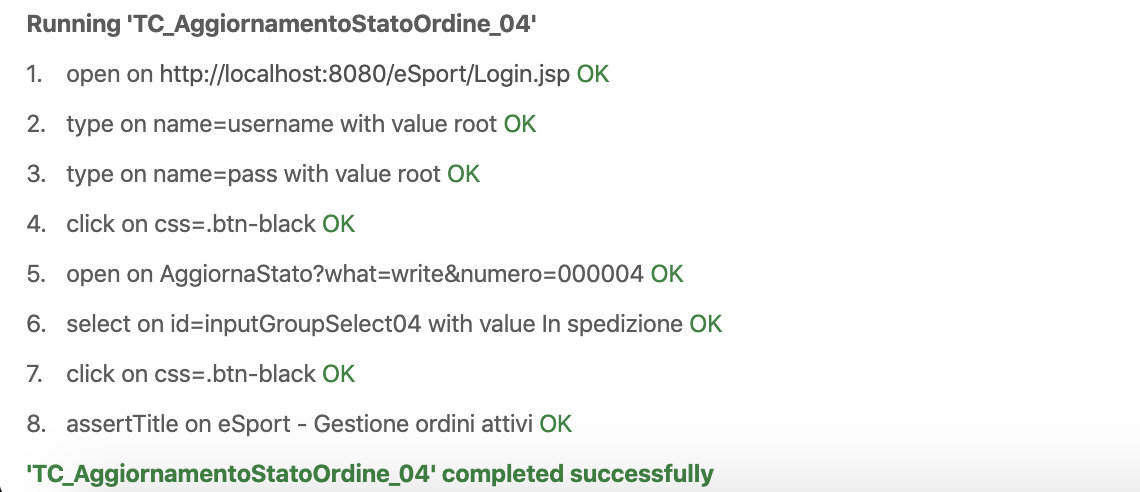 Running 'TC_AggiornamentoStatoOrdine_04'
1. open on http://localhost:8080/eSport/Login.jsp OK
2. type on name=username with value root OK
3. type on name=pass with value root OK
4. click on css=.btn-black OK
5. open on AggiornaStato?what=write&numero=000004 OK
6. select on id=inputGroupSelect04 with value In spedizione OK
7. click on css=.btn-black OK
8. assertTitle on eSport - Gestione ordini attivi OK
'TC_AggiornamentoStatoOrdine_04' completed successfully